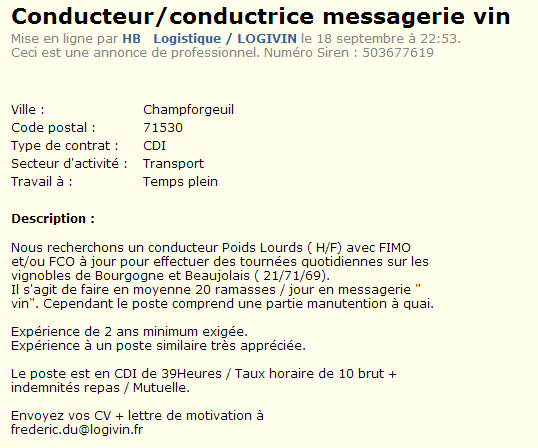 Conducteur/conductrice messagerie vin
Mise en ligne par HB Logistique / LOGIVIN le 18 septembre à 22:53.
Ceci est une annonce de professionnel. Numéro Siren : 503677619
Ville : Champforgeuil
Code postal : 71530
Type de contrat : CDI
Secteur d'activité : Transport
Travail à : Temps plein
Description :
Nous recherchons un conducteur Poids Lourds ( H/F) avec FIMO
et/ou FCO à jour pour effectuer des tournées quotidiennes sur les
vignobles de Bourgogne et Beaujolais ( 21/71/69).
Il s'agit de faire en moyenne 20 ramasses / jour en messagerie "
vin". Cependant le poste comprend une partie manutention à quai.
Expérience de 2 ans minimum exigée.
Expérience à un poste similaire très appréciée.
Le poste est en CDI de 39Heures / Taux horaire de 10 brut +
indemnités repas / Mutuelle.
Envoyez vos CV + lettre de motivation à
frederic.du@logivin.fr